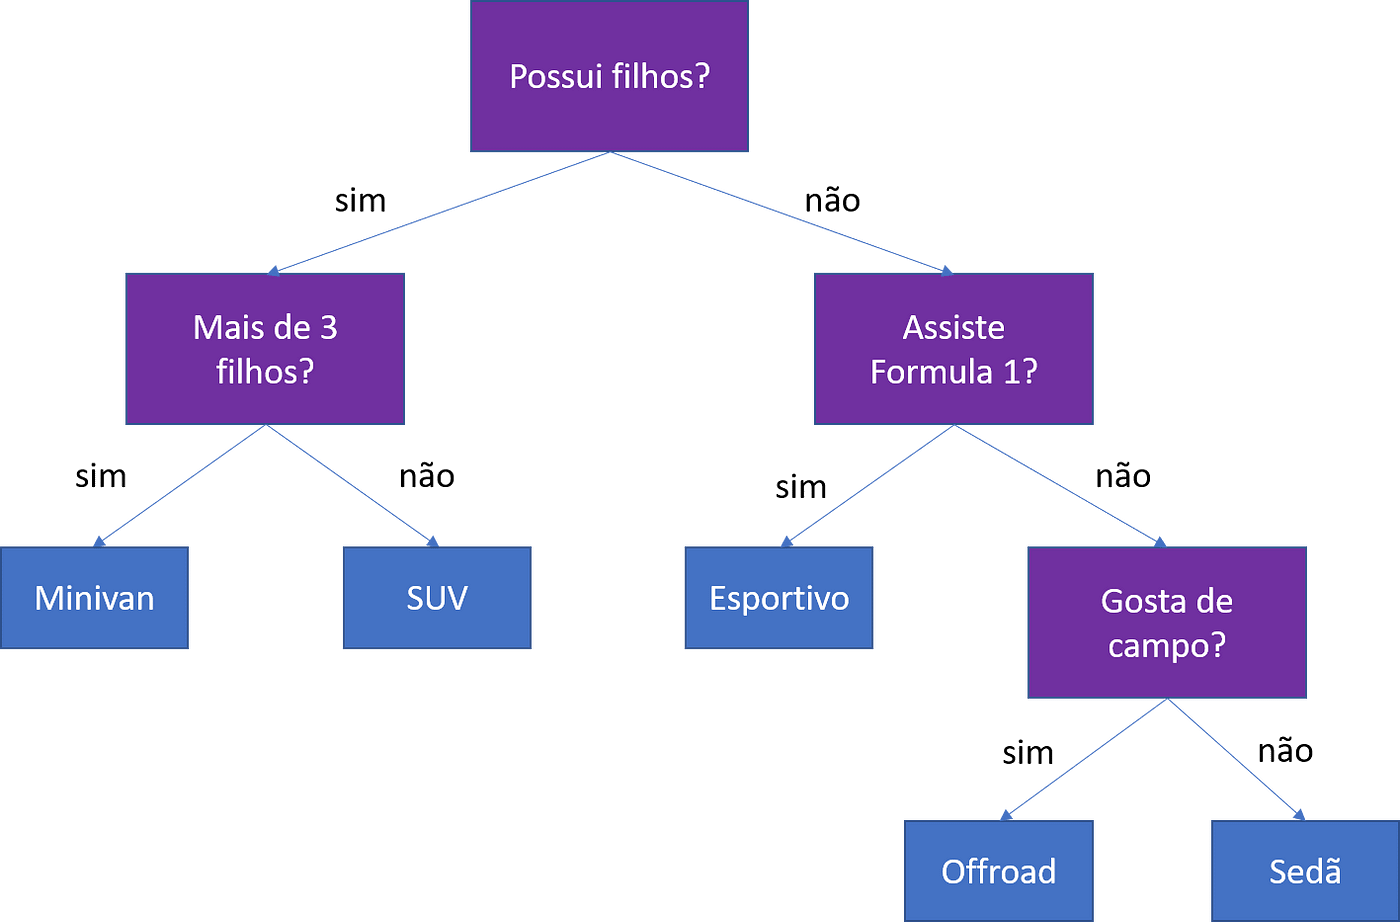 Possui filhos?
sim
não
Mais de 3
filhos?
Assiste
Formula 1?
sim
não
sim
não
Minivan
SUV
Esportivo
Gosta de
campo?
sim
não
Offroad
Sedã